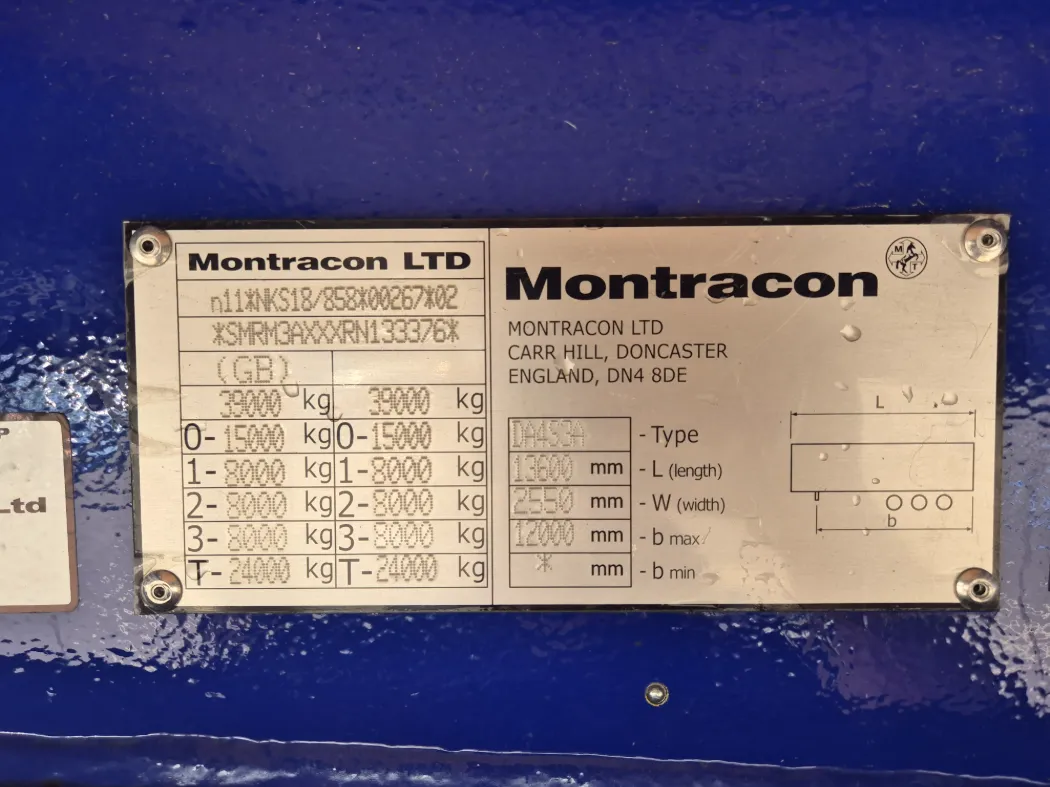 Montracon LTD
n11*NKS18/858*00267*02
*SMRM3AXXXRN133376*
(GB)
39000 kg 39000 kg
0-15000 kg 0-15000 kg
1-8000 kg 1-8000 kg
2-8000 kg 2-8000 kg
3-8000 kg 3-8000 kg
T-24000 kg T-24000 kg
Montracon
MONTRACON LTD
CARR HILL, DONCASTER
ENGLAND, DN4 8DE
DA4S3A - Type
13600 mm - L (length)
2550 mm - W (width)
12000 mm - b max
* mm - b min
L
b
P
Ltd